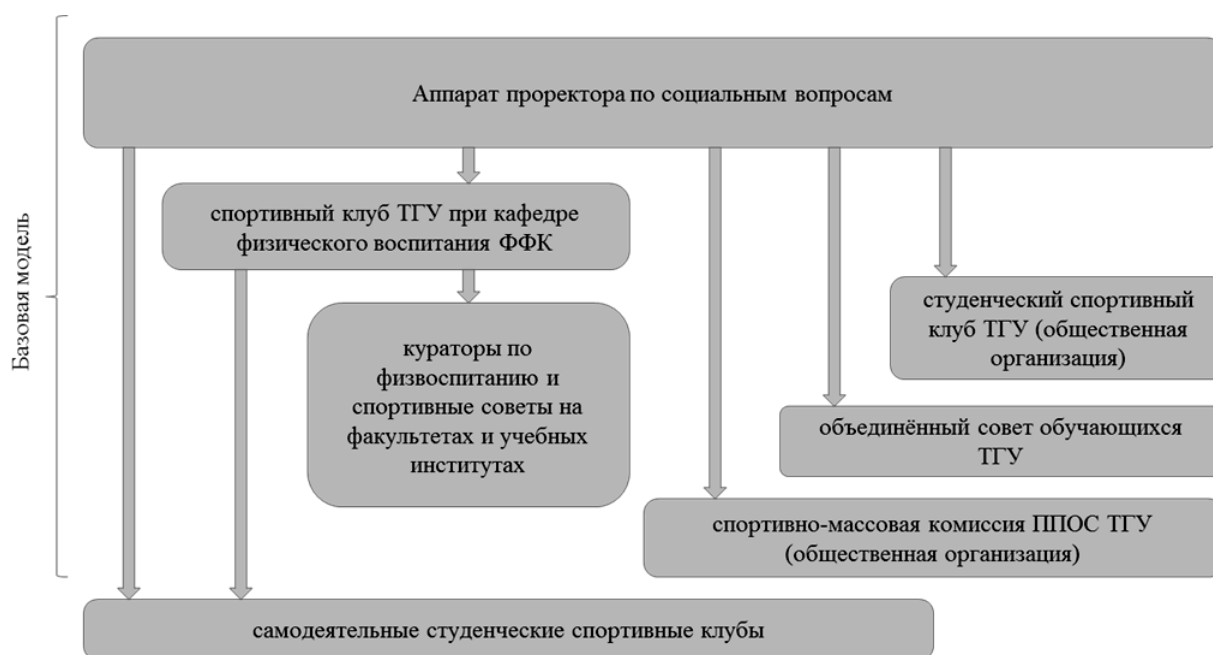 Аппарат проректора по социальным вопросам
Базовая модель
спортивный клуб ТГУ при кафедре
физического воспитания ФФК
кураторы по
физвоспитанию и
спортивные советы на
факультетах и учебных
институтах
студенческий спортивный
клуб ТГУ (общественная
организация)
объединённый совет обучающихся
ТГУ
спортивно-массовая комиссия ППОС ТГУ
(общественная организация)
самодеятельные студенческие спортивные клубы